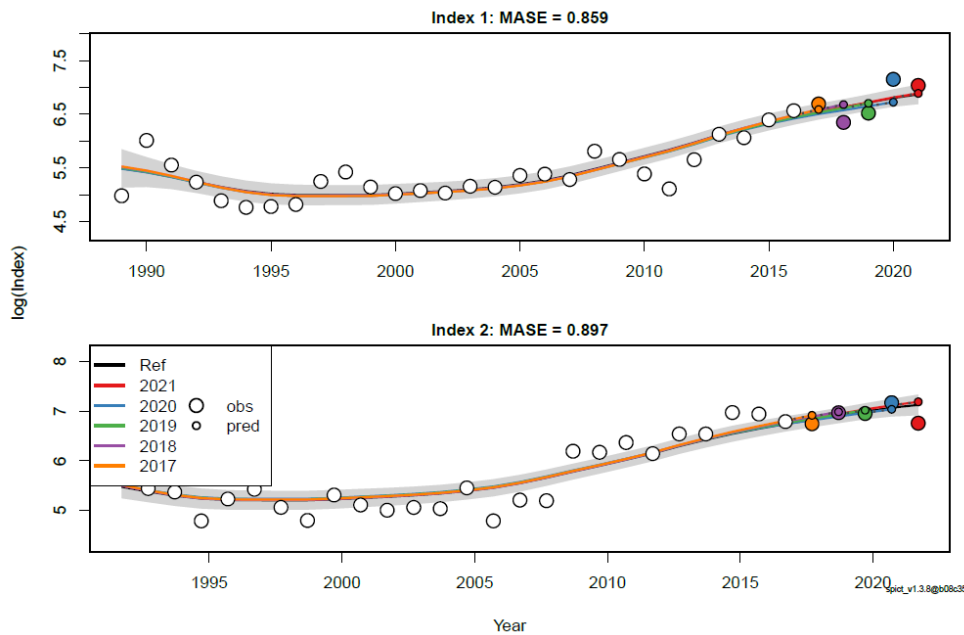 Index 1: MASE = 0.859
7.5
6.5
5.5
4.5
1990 1995 2000 2005 2010 2015 2020
log(Index)
Index 2: MASE = 0.897
8
7
6
5
Ref
2021
2020
2019
2018
2017
obs
pred
1995 2000 2005 2010 2015 2020
Year